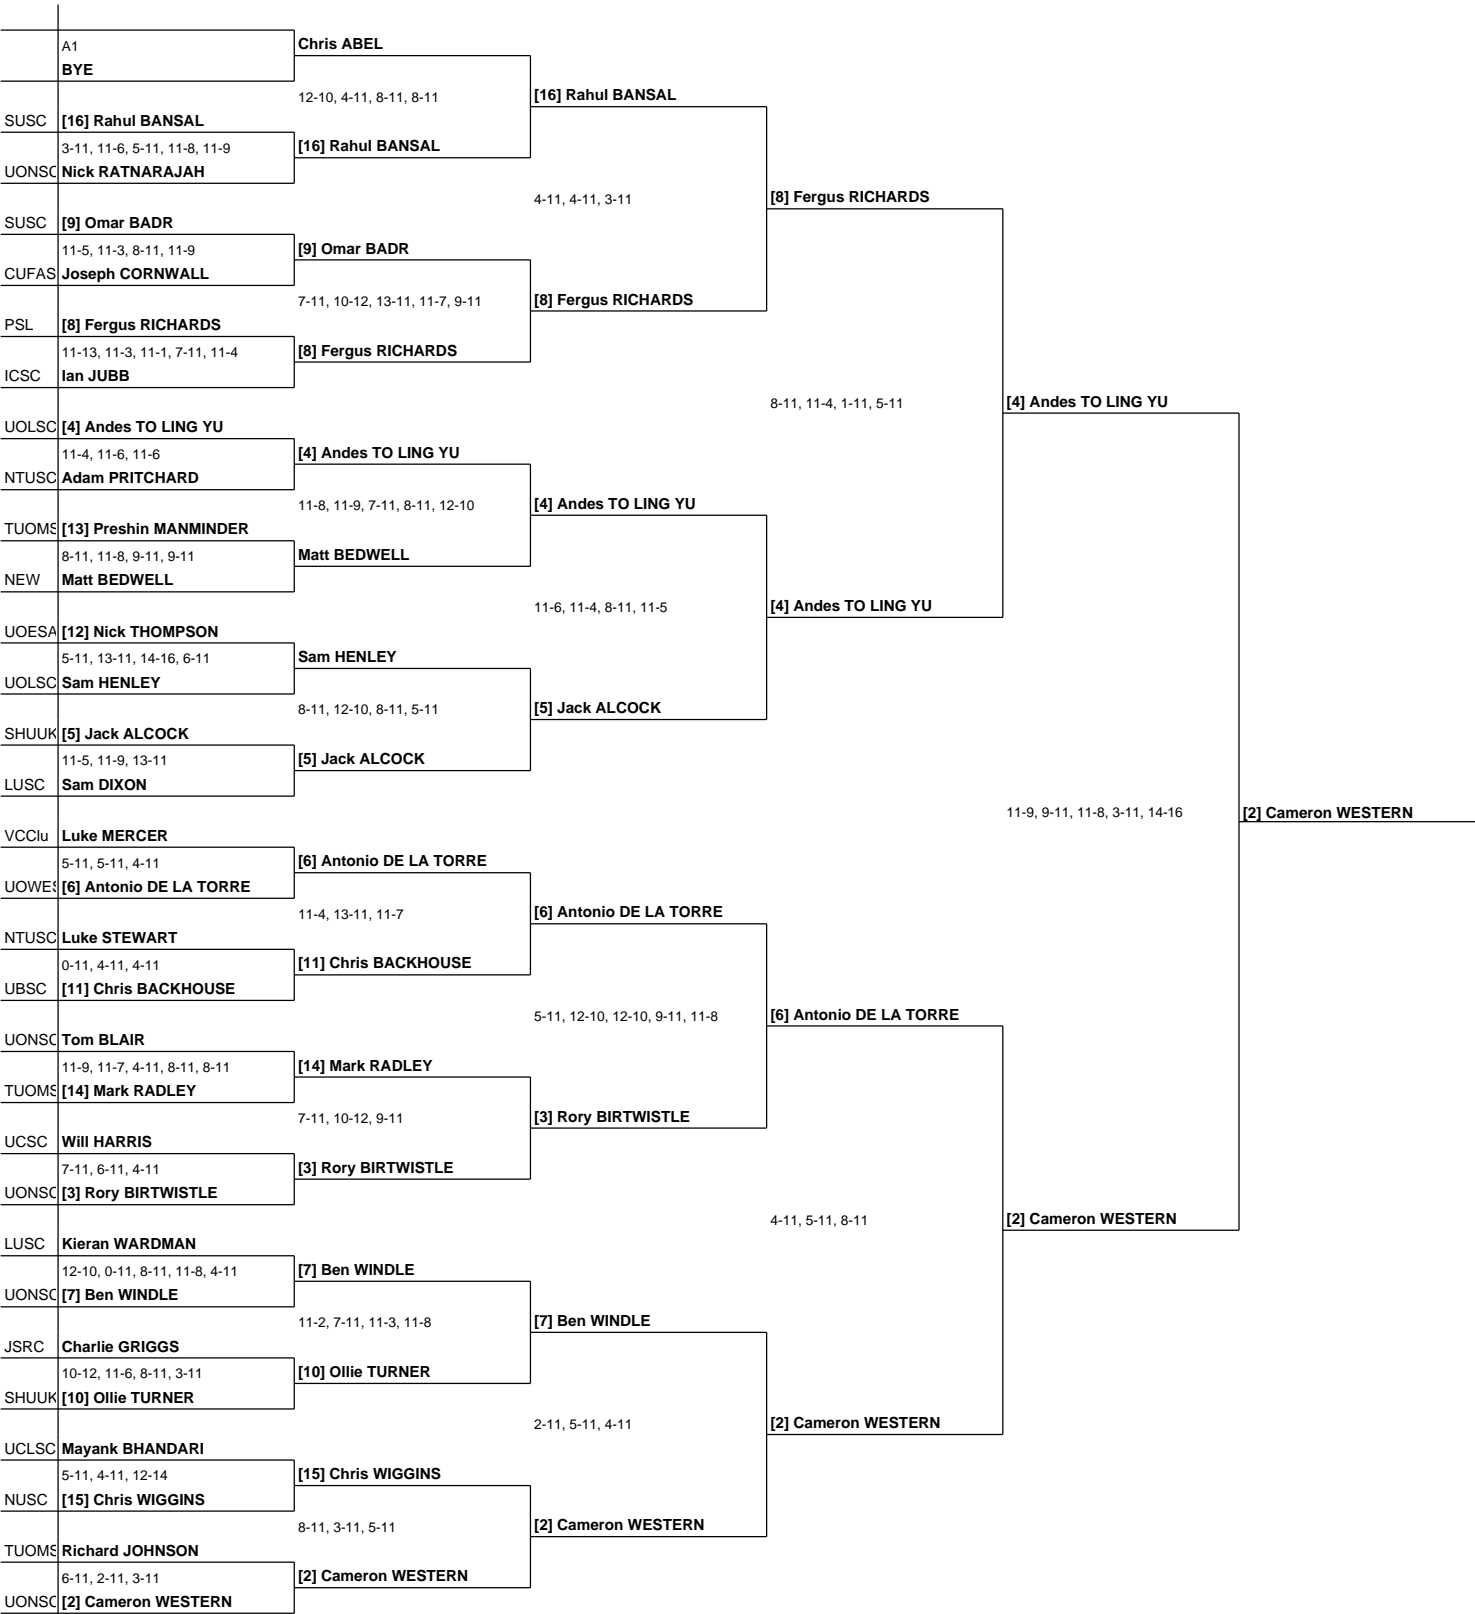 Chris ABEL
A1
BYE
[16] Rahul BANSAL
12-10, 4-11, 8-11, 8-11
SUSC [16] Rahul BANSAL
3-11, 11-6, 5-11, 11-8, 11-9 [16] Rahul BANSAL
UONSC Nick RATNARAJAH
[8] Fergus RICHARDS
4-11, 4-11, 3-11
SUSC [9] Omar BADR
11-5, 11-3, 8-11, 11-9 [9] Omar BADR
CUFAS Joseph CORNWALL
7-11, 10-12, 13-11, 11-7, 9-11 [8] Fergus RICHARDS
PSL [8] Fergus RICHARDS
11-13, 11-3, 11-1, 7-11, 11-4 [8] Fergus RICHARDS
ICSC Ian JUBB
8-11, 11-4, 1-11, 5-11 [4] Andes TO LING YU
UOLSC [4] Andes TO LING YU
11-4, 11-6, 11-6 [4] Andes TO LING YU
NTUSC Adam PRITCHARD
11-8, 11-9, 7-11, 8-11, 12-10 [4] Andes TO LING YU
TUOMS [13] Preshin MANMINDER
8-11, 11-8, 9-11, 9-11 Matt BEDWELL
NEW Matt BEDWELL
11-6, 11-4, 8-11, 11-5 [4] Andes TO LING YU
UOESA [12] Nick THOMPSON
5-11, 13-11, 14-16, 6-11 Sam HENLEY
UOLSC Sam HENLEY
8-11, 12-10, 8-11, 5-11 [5] Jack ALCOCK
SHUUK [5] Jack ALCOCK
11-5, 11-9, 13-11 [5] Jack ALCOCK
LUSC Sam DIXON
11-9, 9-11, 11-8, 3-11, 14-16 [2] Cameron WESTERN
VCClu Luke MERCER
5-11, 5-11, 4-11 [6] Antonio DE LA TORRE
UOWES [6] Antonio DE LA TORRE
11-4, 13-11, 11-7 [6] Antonio DE LA TORRE
NTUSC Luke STEWART
0-11, 4-11, 4-11 [11] Chris BACKHOUSE
UBSC [11] Chris BACKHOUSE
5-11, 12-10, 12-10, 9-11, 11-8 [6] Antonio DE LA TORRE
UONSC Tom BLAIR
11-9, 11-7, 4-11, 8-11, 8-11 [14] Mark RADLEY
TUOMS [14] Mark RADLEY
7-11, 10-12, 9-11 [3] Rory BIRTWISTLE
UCSC Will HARRIS
7-11, 6-11, 4-11 [3] Rory BIRTWISTLE
UONSC [3] Rory BIRTWISTLE
4-11, 5-11, 8-11 [2] Cameron WESTERN
LUSC Kieran WARDMAN
12-10, 0-11, 8-11, 11-8, 4-11 [7] Ben WINDLE
UONSC [7] Ben WINDLE
11-2, 7-11, 11-3, 11-8 [7] Ben WINDLE
JSRC Charlie GRIGGS
10-12, 11-6, 8-11, 3-11 [10] Ollie TURNER
SHUUK [10] Ollie TURNER
2-11, 5-11, 4-11 [2] Cameron WESTERN
UCLSC Mayank BHANDARI
5-11, 4-11, 12-14 [15] Chris WIGGINS
NUSC [15] Chris WIGGINS
8-11, 3-11, 5-11 [2] Cameron WESTERN
TUOMS Richard JOHNSON
6-11, 2-11, 3-11 [2] Cameron WESTERN
UONSC [2] Cameron WESTERN